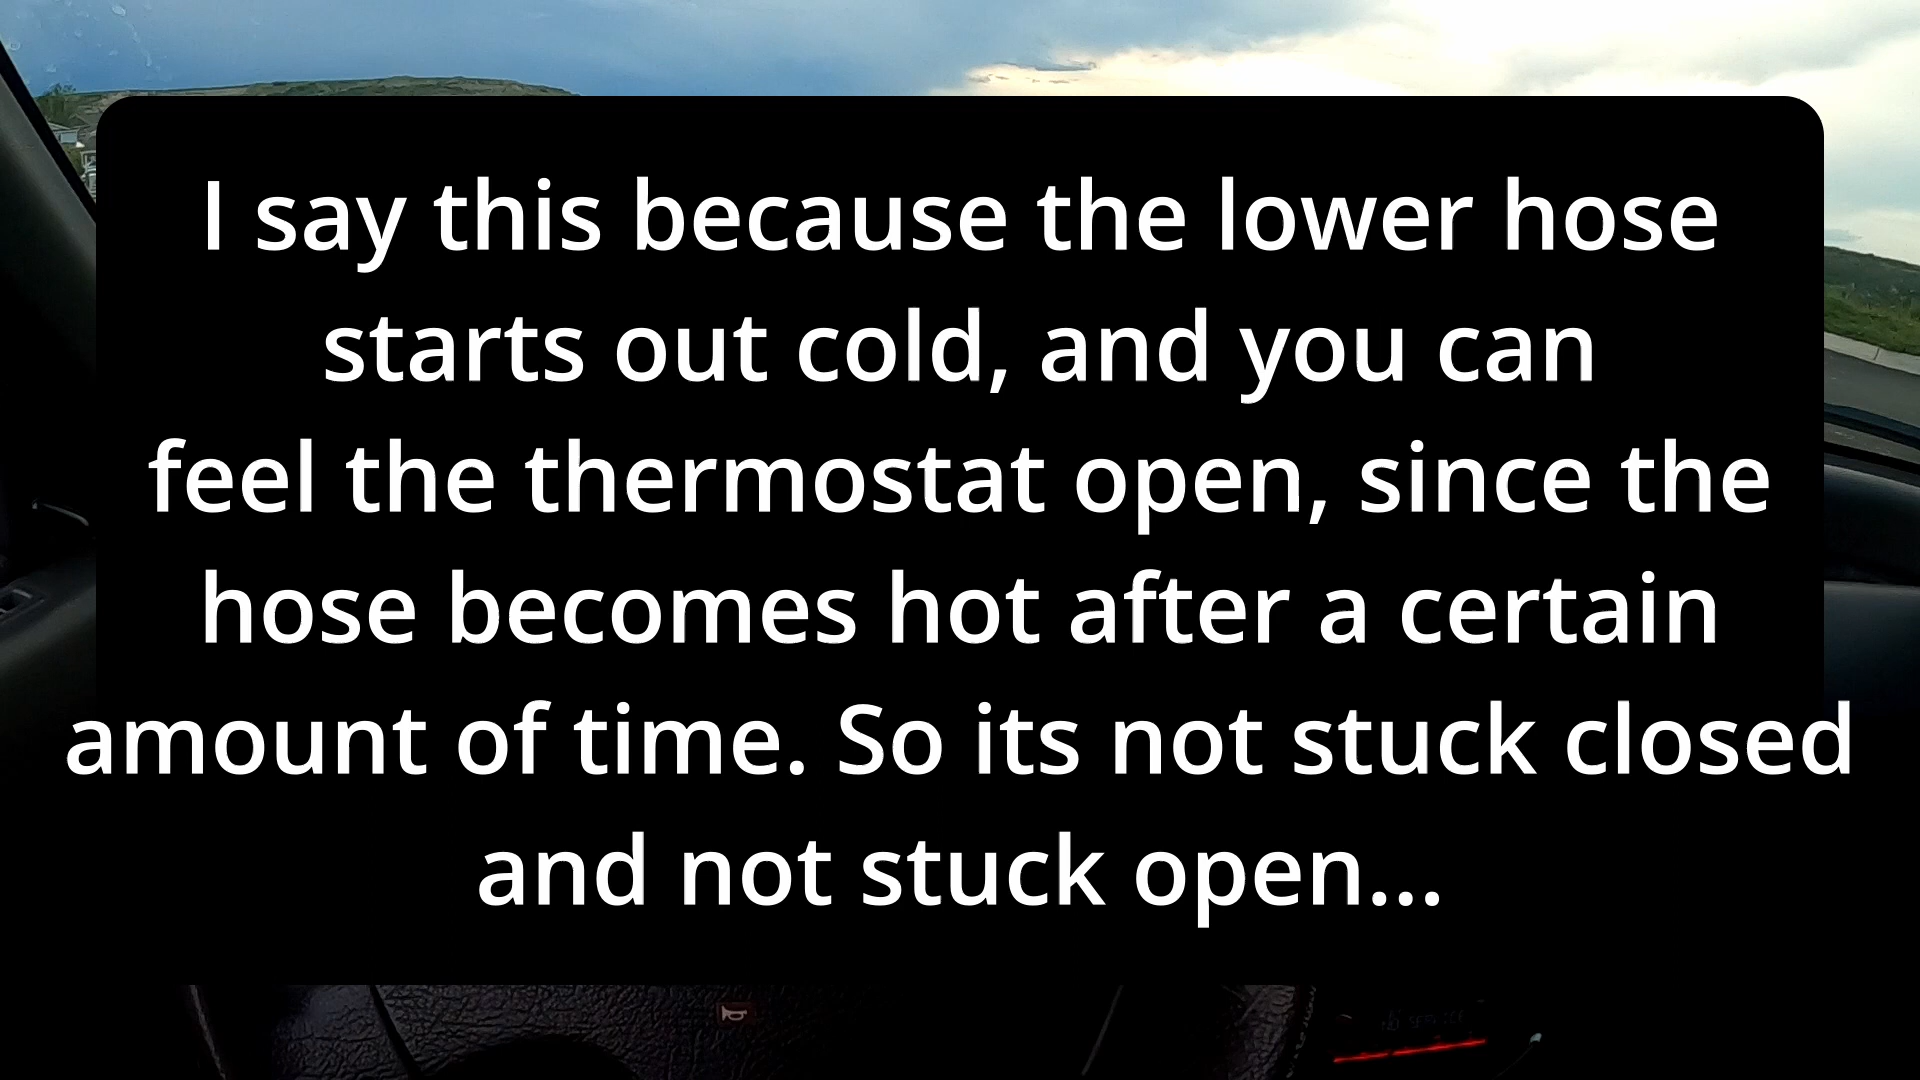 I say this because the lower hose
starts out cold, and you can
feel the thermostat open, since the
hose becomes hot after a certain
amount of time. So its not stuck closed
and not stuck open...